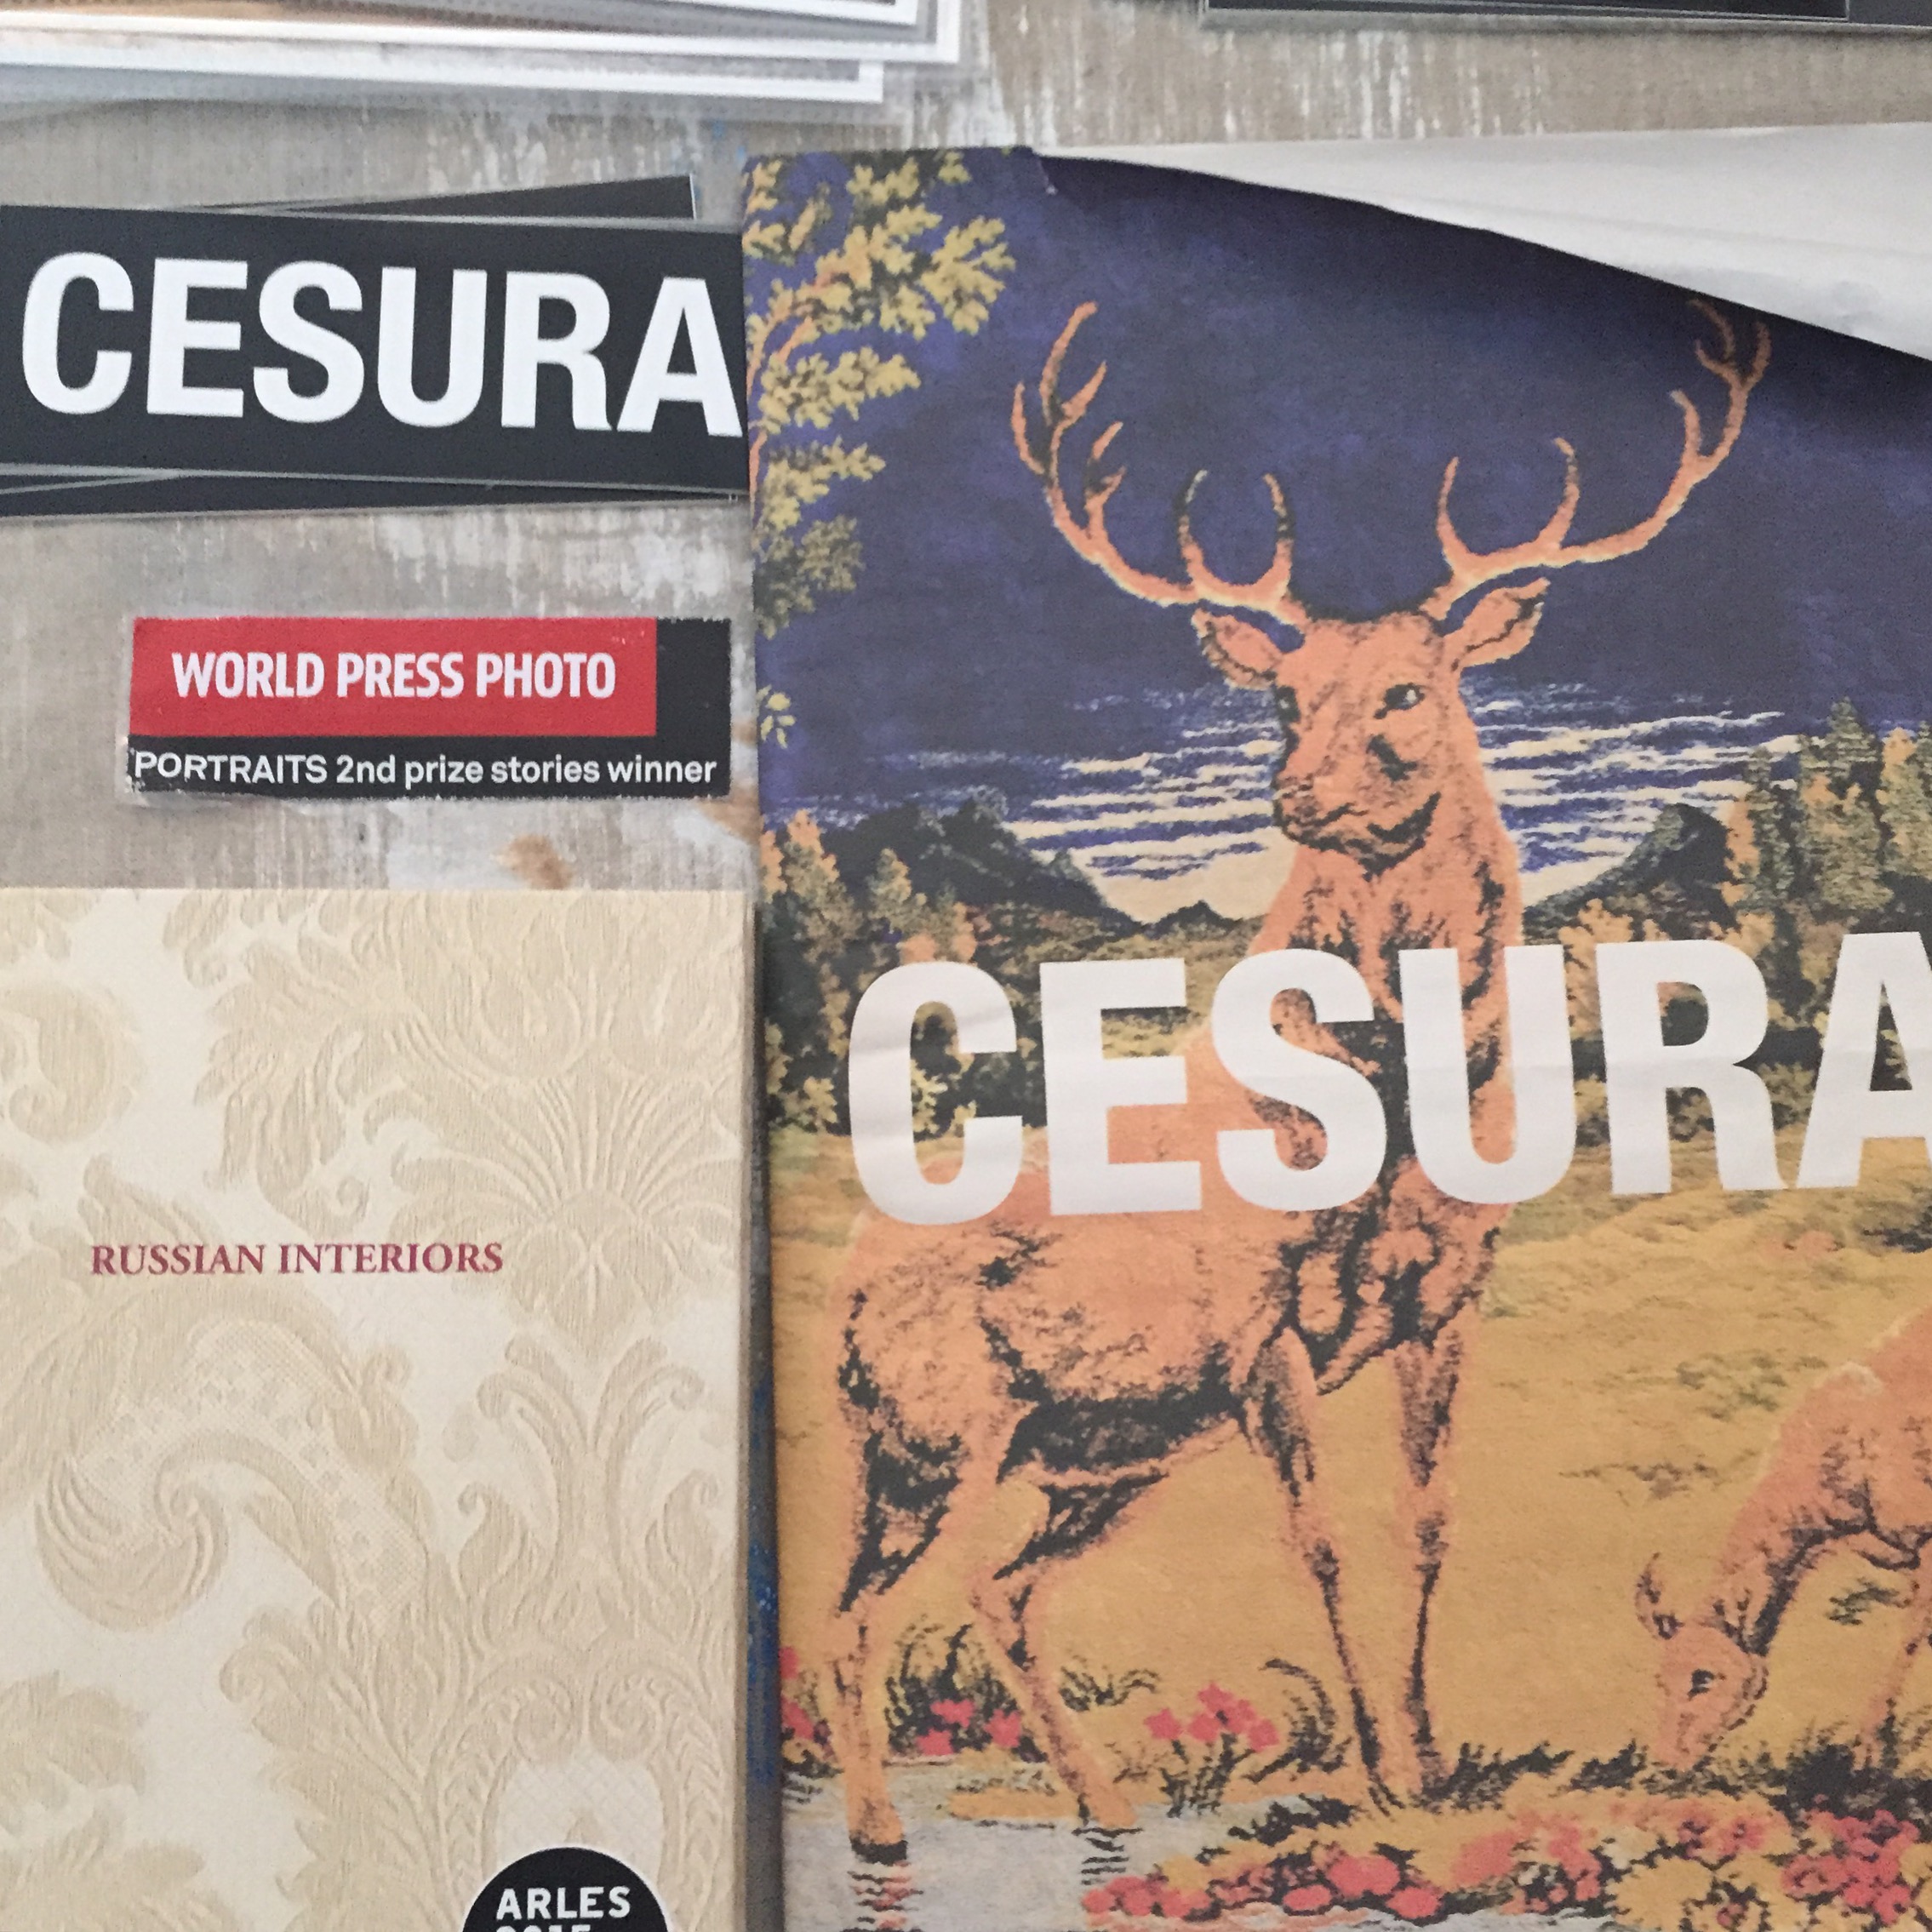 CESURA
WORLD PRESS PHOTO
PORTRAITS 2nd prize stories winner
RUSSIAN INTERIORS
ARLES
CESURA